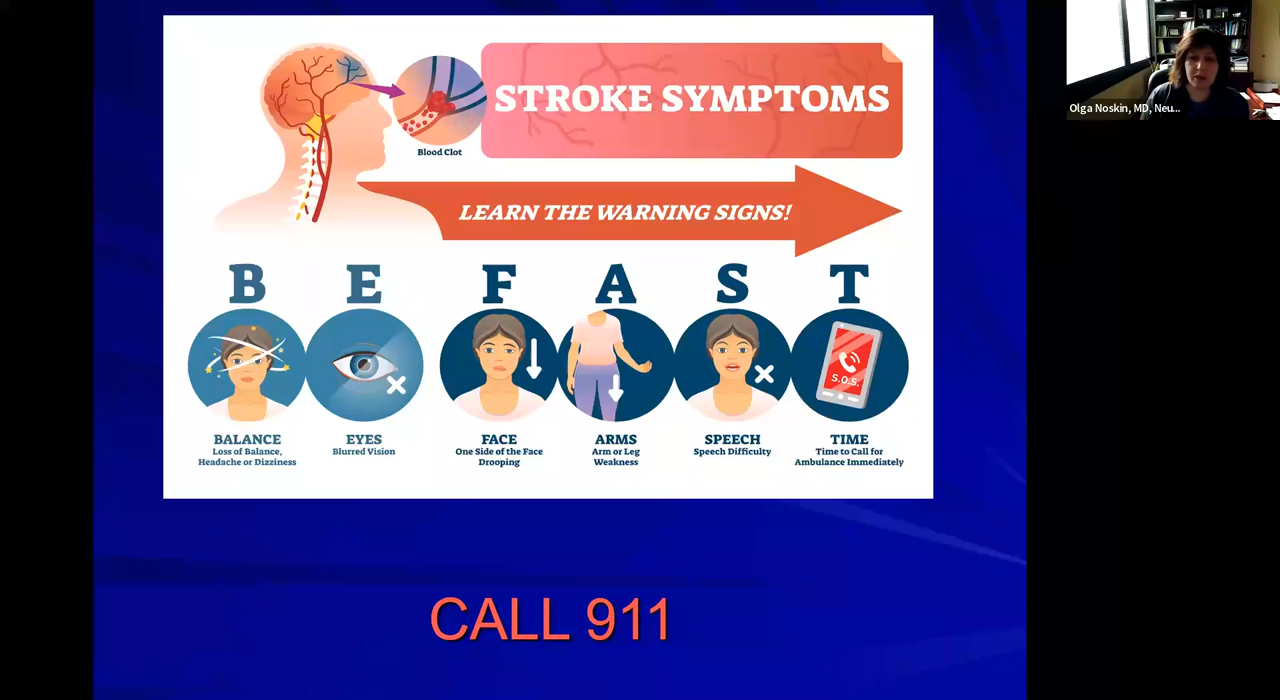 STROKE SYMPTOMS
Blood Clot
LEARN THE WARNING SIGNS!
B E F A S T
S.O.S.
BALANCE
Loss of Balance,
Headache or Dizziness
EYES
Blurred Vision
FACE
One Side of the Face
Drooping
ARMS
Arm or Leg
Weakness
SPEECH
Speech Difficulty
TIME
Time to Call for
Ambulance Immediately
CALL 911
Olga Noskin, MD, Neu...